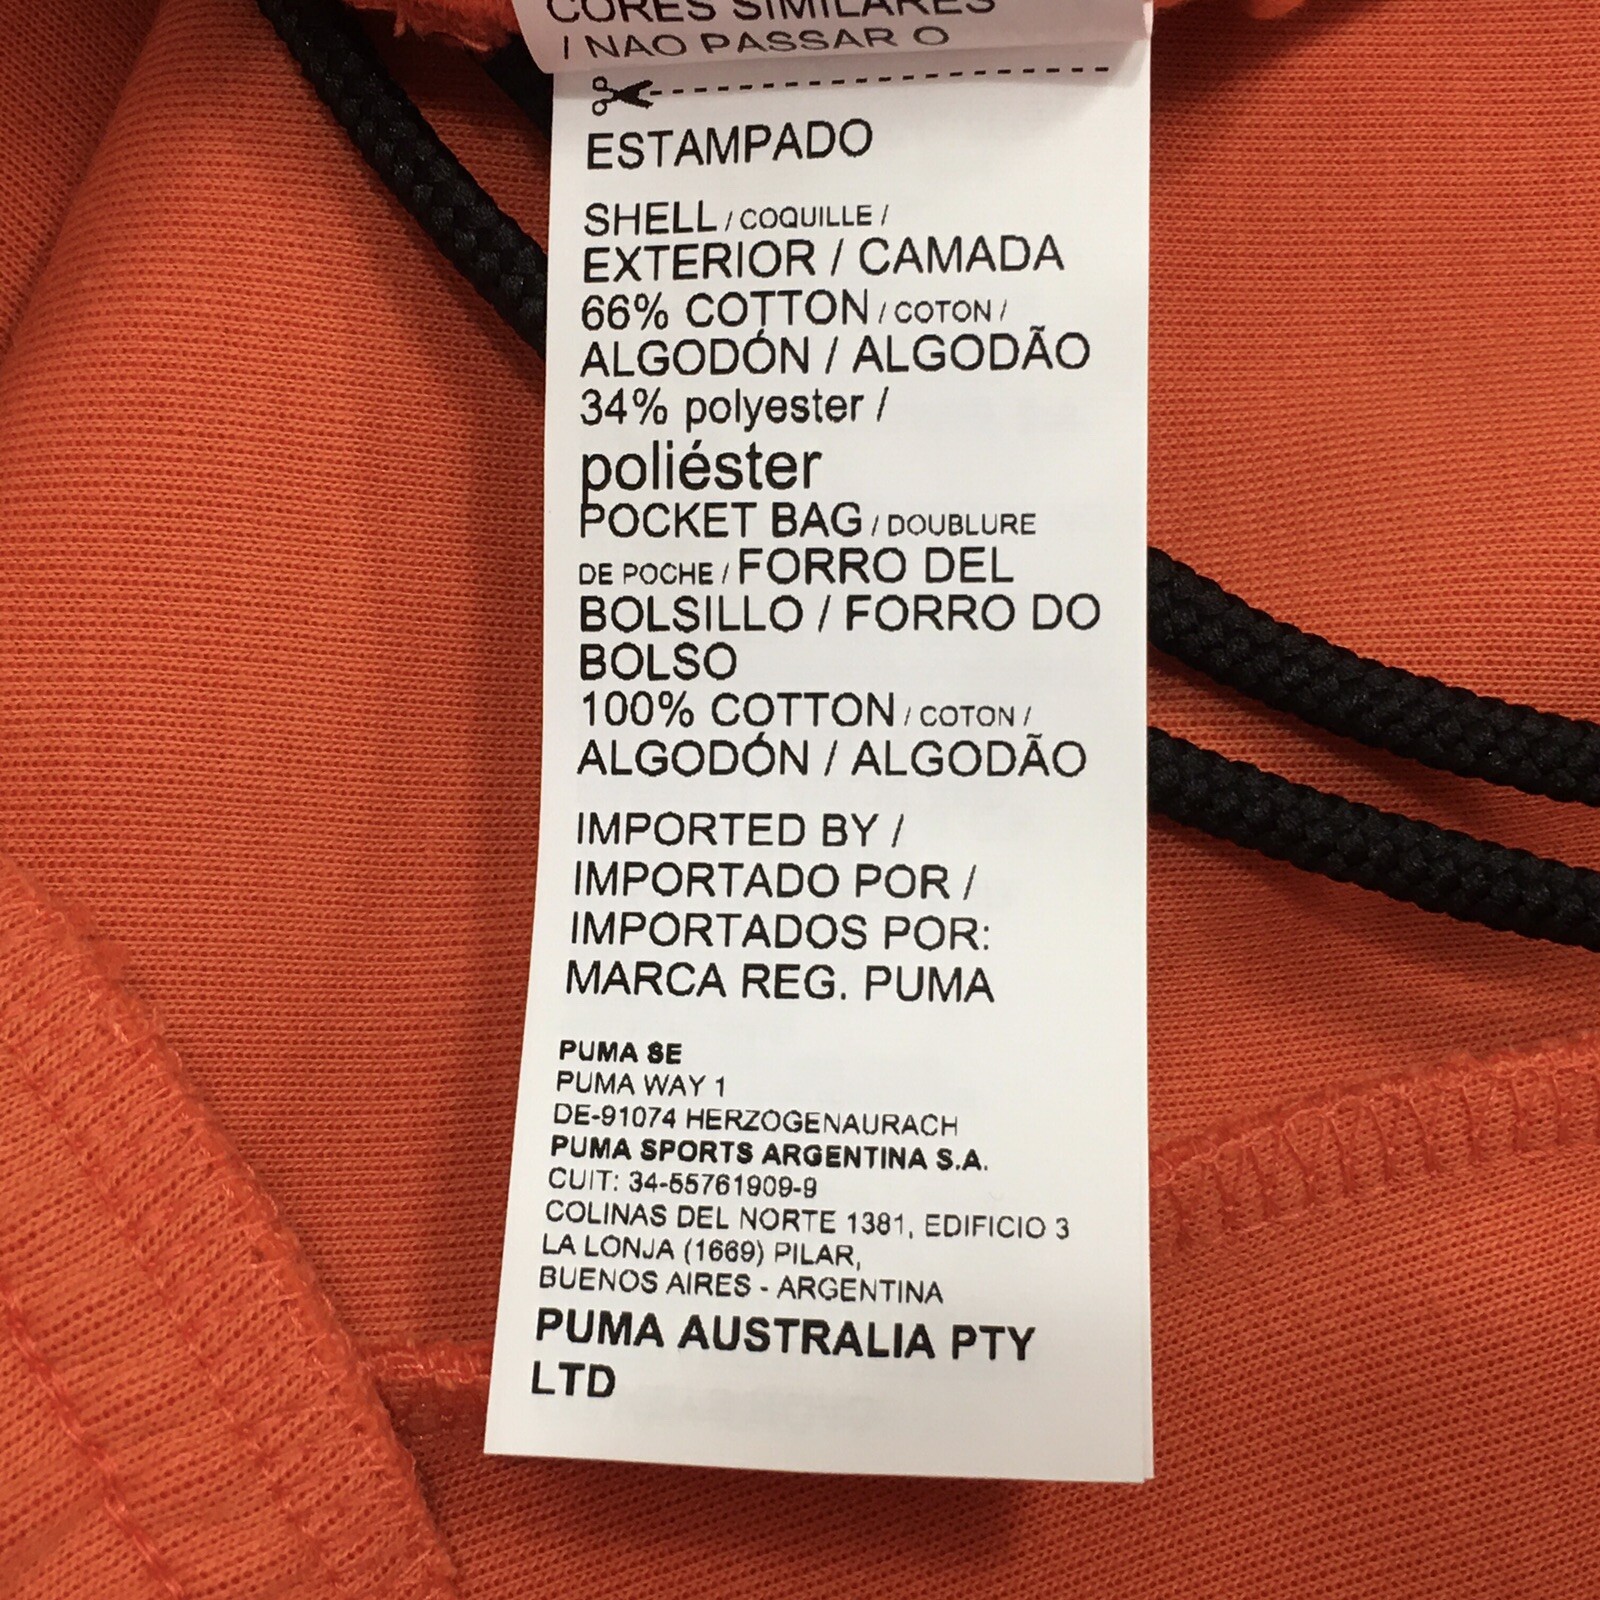 CORES SIMILARES
/ NAO PASSAR O
ESTAMPADO
SHELL / COQUILLE /
EXTERIOR / CAMADA
66% COTTON / COTON /
ALGODÓN / ALGODÃO
34% polyester /
poliéster
POCKET BAG / DOUBLURE
DE POCHE / FORRO DEL
BOLSILLO / FORRO DO
BOLSO
100% COTTON / COTON /
ALGODÓN / ALGODÃO
IMPORTED BY /
IMPORTADO POR /
IMPORTADOS POR:
MARCA REG. PUMA
PUMA SE
PUMA WAY 1
DE-91074 HERZOGENAURACH
PUMA SPORTS ARGENTINA S.A.
CUIT: 34-55761909-9
COLINAS DEL NORTE 1381, EDIFICIO 3
LA LONJA (1669) PILAR,
BUENOS AIRES - ARGENTINA
PUMA AUSTRALIA PTY
LTD